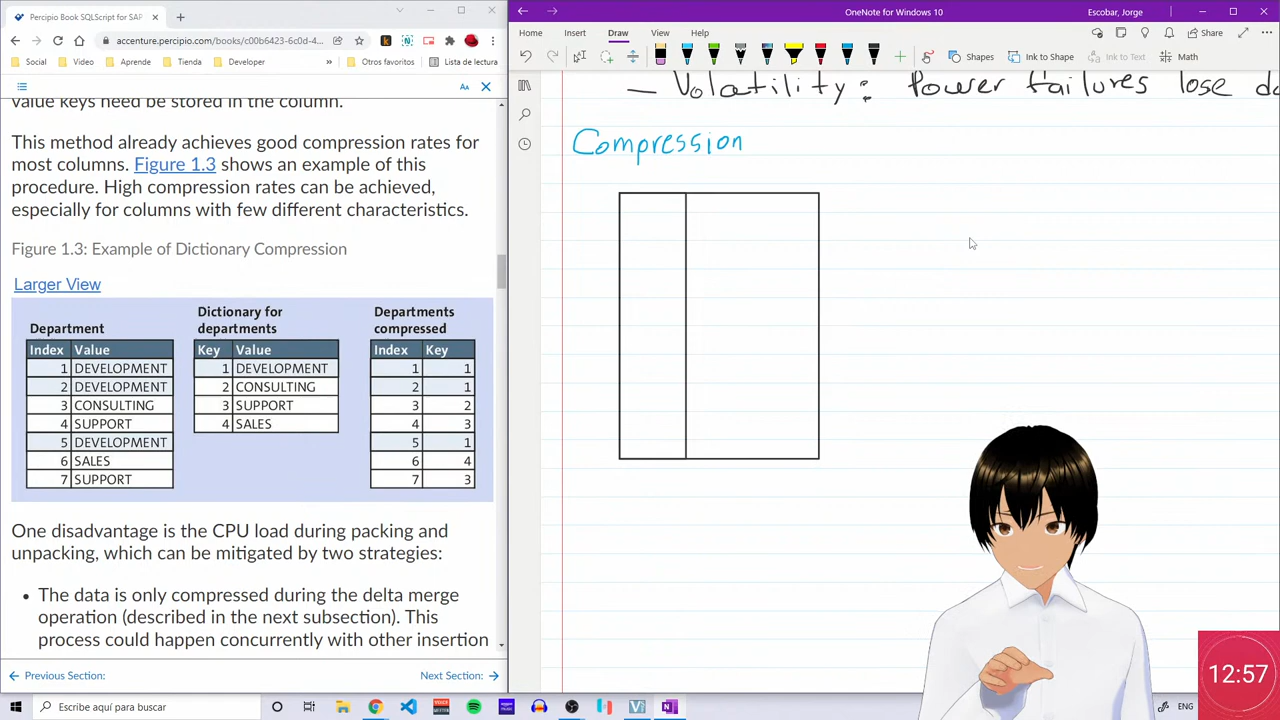 Percipio Book SQLScript for SAP
accenture.percipio.com/books/c00b6423-6c0d-4...
Social
Video
Aprende
Tienda
Developer
»
Otros favoritos
Lista de lectura
value keys need be stored in the column.
This method already achieves good compression rates for
most columns. Figure 1.3 shows an example of this
procedure. High compression rates can be achieved,
especially for columns with few different characteristics.
Figure 1.3: Example of Dictionary Compression
Larger View
Department
Index Value
1 DEVELOPMENT
2 DEVELOPMENT
3 CONSULTING
4 SUPPORT
5 DEVELOPMENT
6 SALES
7 SUPPORT
Dictionary for
departments
Key Value
1 DEVELOPMENT
2 CONSULTING
3 SUPPORT
4 SALES
Departments
compressed
Index Key
1 1
2 1
3 2
4 3
5 1
6 4
7 3
One disadvantage is the CPU load during packing and
unpacking, which can be mitigated by two strategies:
• The data is only compressed during the delta merge
operation (described in the next subsection). This
process could happen concurrently with other insertion
Previous Section:
Next Section:
OneNote for Windows 10
Escobar, Jorge
Home Insert Draw View Help
Share
Shapes
Ink to Shape
Ink to Text
Math
— Volatility: Power failures lose da
Compression
12:57
Escribe aquí para buscar
ENG